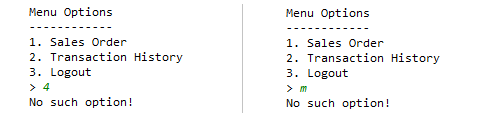 Menu Options
------------
1. Sales Order
2. Transaction History
3. Logout
> 4
No such option!
Menu Options
------------
1. Sales Order
2. Transaction History
3. Logout
> m
No such option!